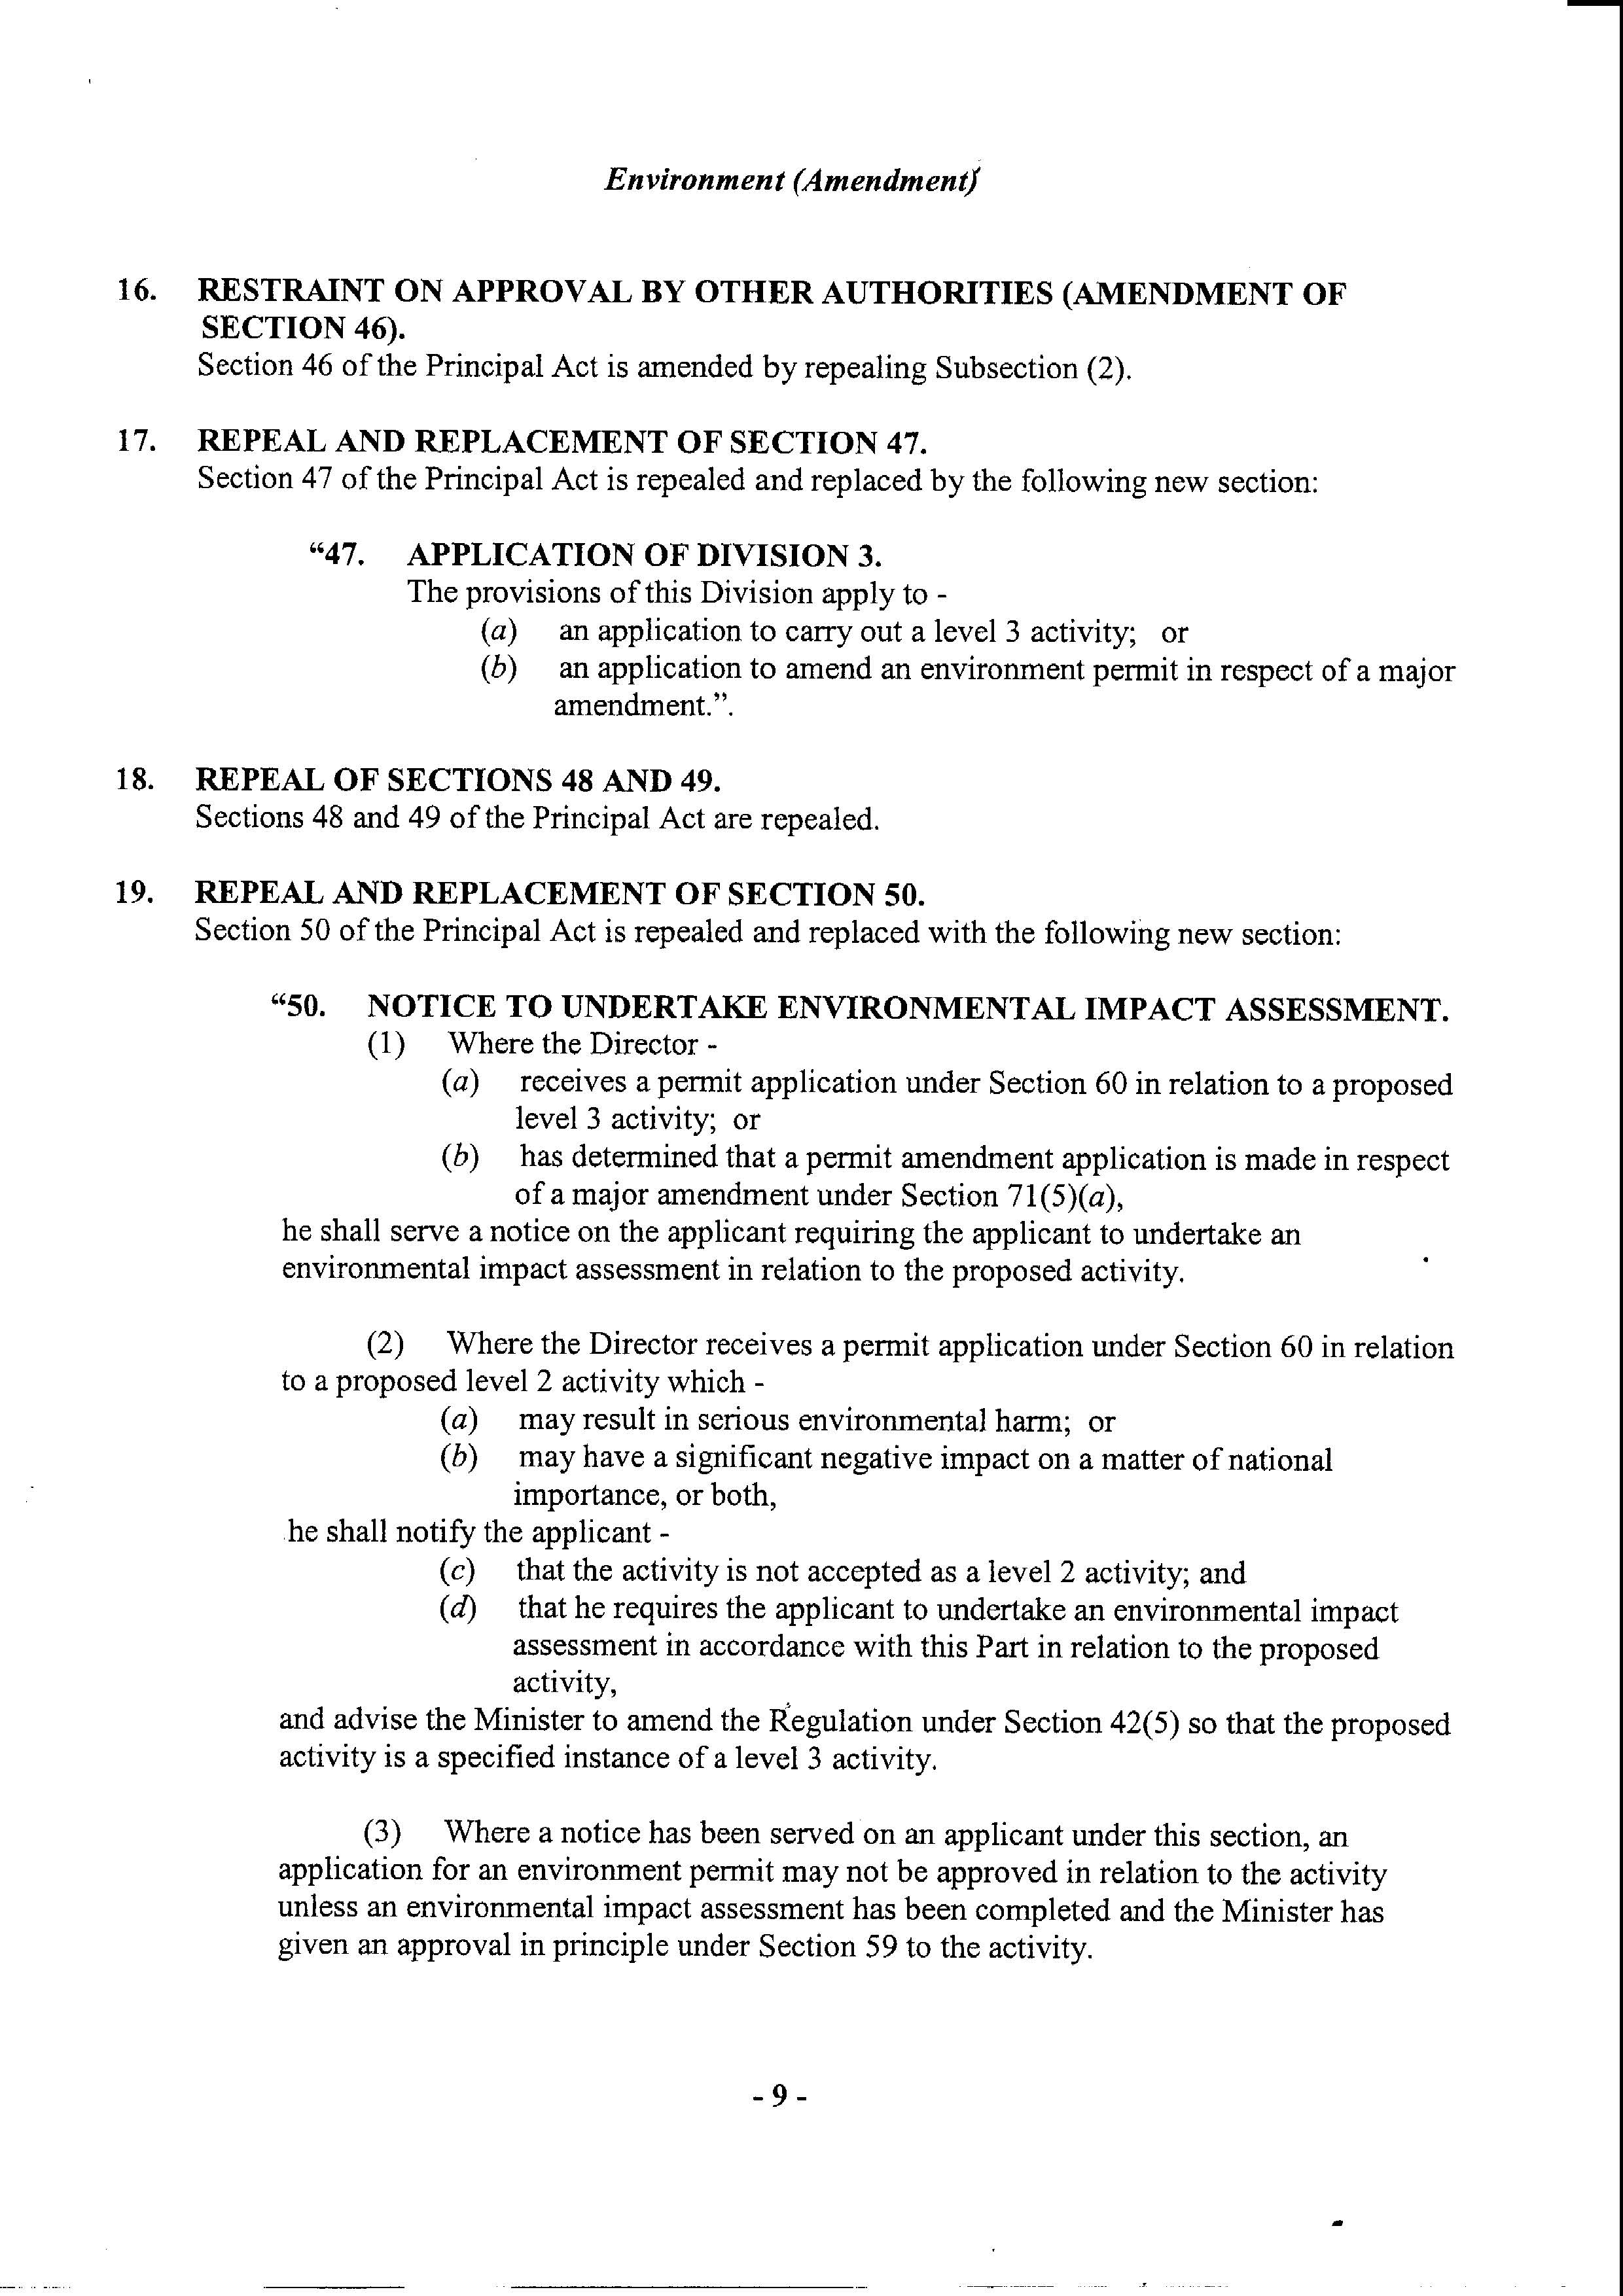 Environment (Amendment)
16. RESTRAINT ON APPROVAL BY OTHER AUTHORITIES (AMENDMENT OF
SECTION 46).
Section 46 of the Principal Act is amended by repealing Subsection (2).
17. REPEAL AND REPLACEMENT OF SECTION 47.
Section 47 of the Principal Act is repealed and replaced by the following new section:
“47. APPLICATION OF DIVISION 3.
The provisions of this Division apply to -
(a) an application to carry out a level 3 activity; or
(b) an application to amend an environment permit in respect of a major
amendment.”.
18. REPEAL OF SECTIONS 48 AND 49.
Sections 48 and 49 of the Principal Act are repealed.
19. REPEAL AND REPLACEMENT OF SECTION 50.
Section 50 of the Principal Act is repealed and replaced with the following new section:
“50. NOTICE TO UNDERTAKE ENVIRONMENTAL IMPACT ASSESSMENT.
(1) Where the Director -
(a) receives a permit application under Section 60 in relation to a proposed
level 3 activity; or
(b) has determined that a permit amendment application is made in respect
of a major amendment under Section 71(5)(a),
he shall serve a notice on the applicant requiring the applicant to undertake an
environmental impact assessment in relation to the proposed activity.
(2) Where the Director receives a permit application under Section 60 in relation
to a proposed level 2 activity which -
(a) may result in serious environmental harm; or
(b) may have a significant negative impact on a matter of national
importance, or both,
he shall notify the applicant -
(c) that the activity is not accepted as a level 2 activity; and
(d) that he requires the applicant to undertake an environmental impact
assessment in accordance with this Part in relation to the proposed
activity,
and advise the Minister to amend the Regulation under Section 42(5) so that the proposed
activity is a specified instance of a level 3 activity.
(3) Where a notice has been served on an applicant under this section, an
application for an environment permit may not be approved in relation to the activity
unless an environmental impact assessment has been completed and the Minister has
given an approval in principle under Section 59 to the activity.
- 9 -